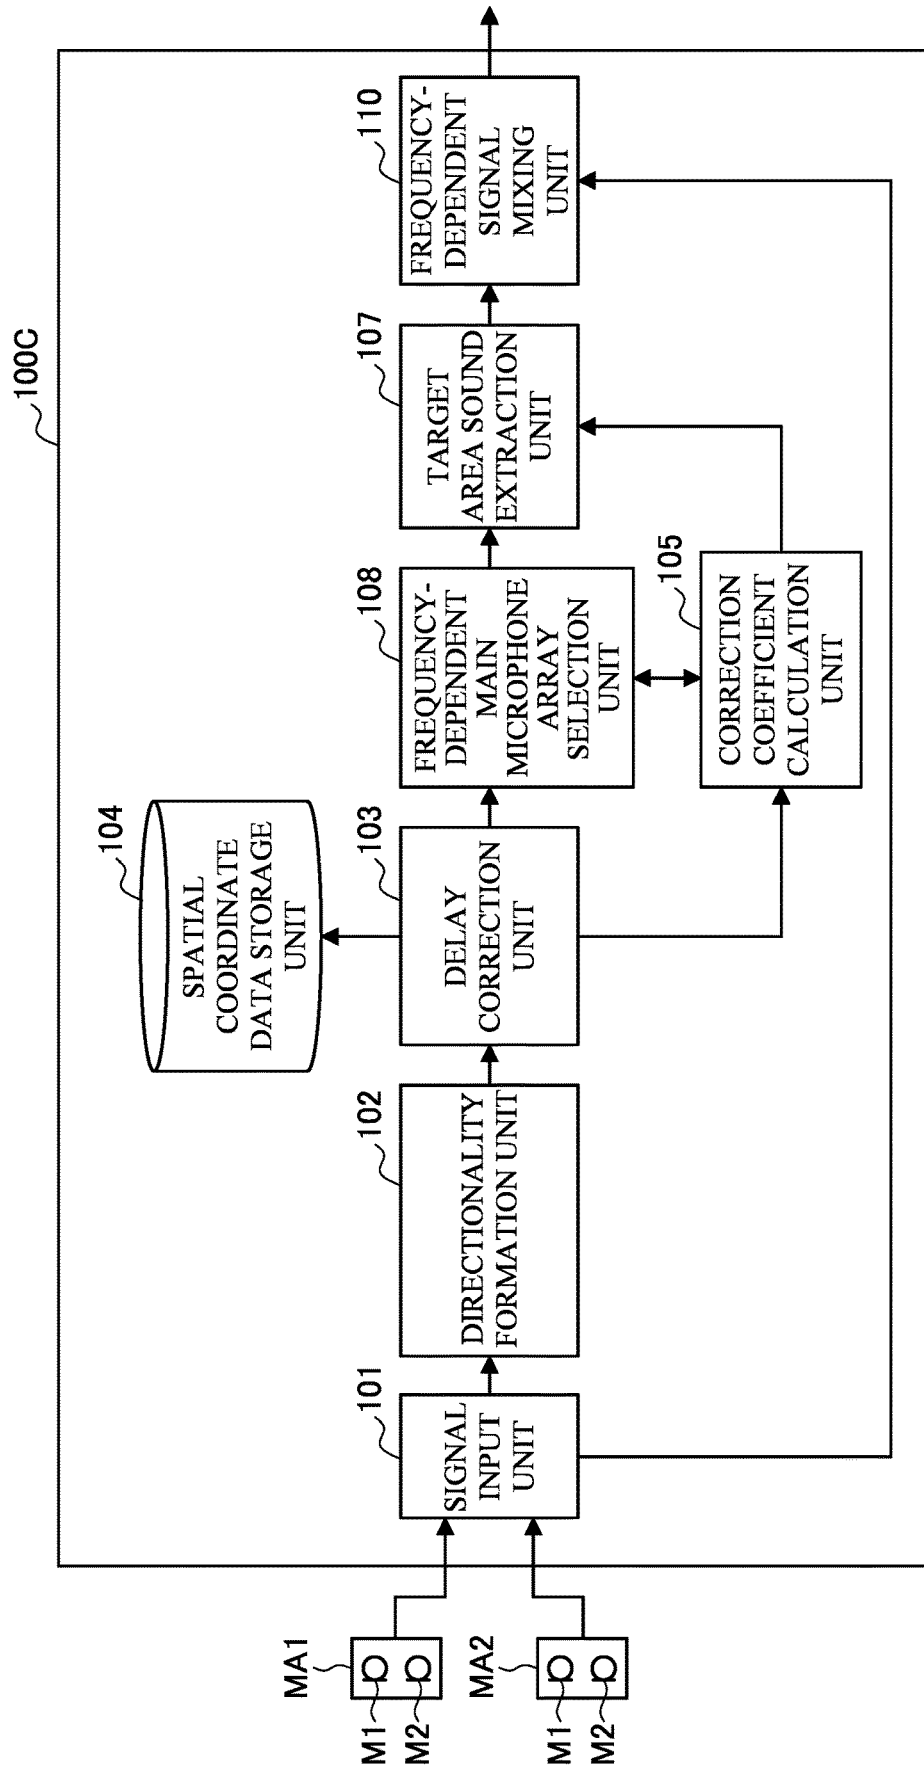 100C
MA1
M1
M2
MA2
M1
M2
101
SIGNAL
INPUT
UNIT
102
DIRECTIONALITY
FORMATION UNIT
103
DELAY
CORRECTION
UNIT
104
SPATIAL
COORDINATE
DATA STORAGE
UNIT
108
FREQUENCY-
DEPENDENT
MAIN
MICROPHONE
ARRAY
SELECTION
UNIT
105
CORRECTION
COEFFICIENT
CALCULATION
UNIT
107
TARGET
AREA SOUND
EXTRACTION
UNIT
110
FREQUENCY-
DEPENDENT
SIGNAL
MIXING
UNIT